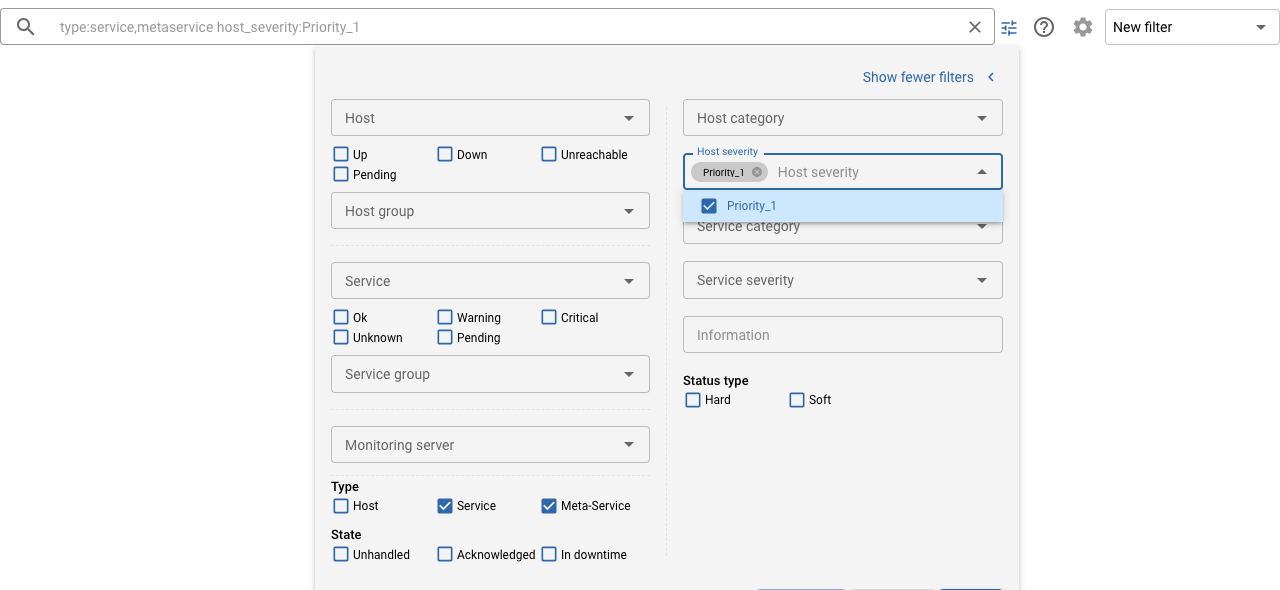 type:service,metaservice host_severity:Priority_1
New filter
Show fewer filters
Host
Up
Down
Unreachable
Pending
Host group
Service
Ok
Warning
Critical
Unknown
Pending
Service group
Monitoring server
Type
Host
Service
Meta-Service
State
Unhandled
Acknowledged
In downtime
Host category
Host severity
Priority_1
Host severity
Priority_1
Service category
Service severity
Information
Status type
Hard
Soft